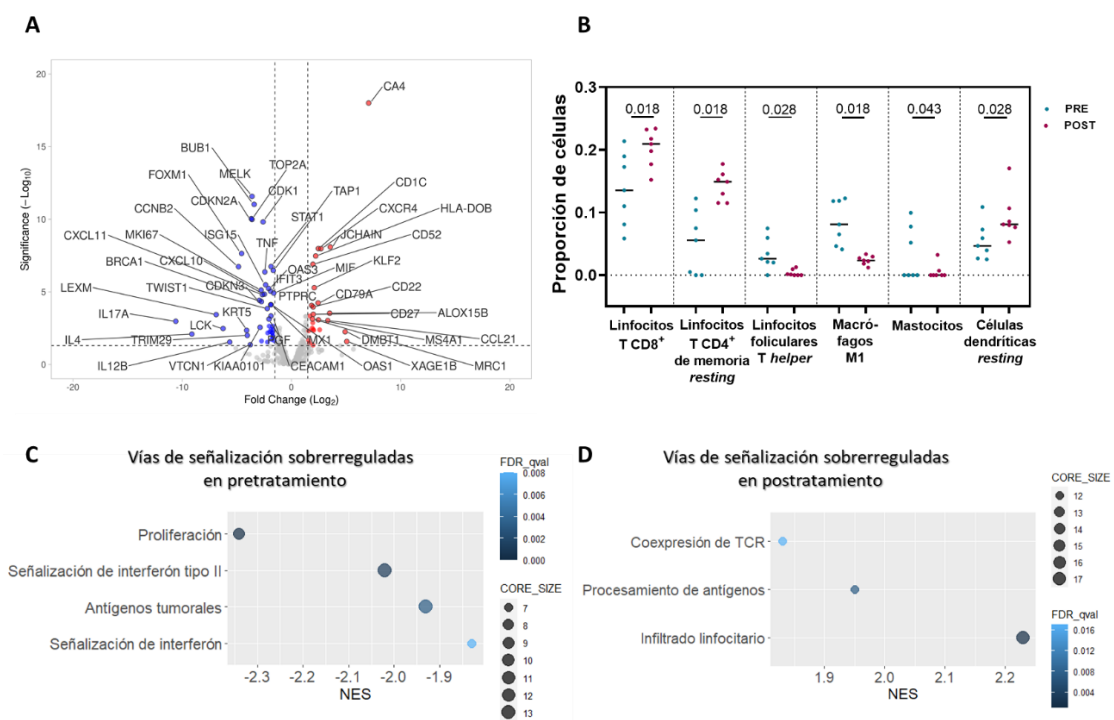 A
Significance (−Log10)
20
15
10
5
0
-20
-10
0
10
20
Fold Change (Log2)
CA4
BUB1
TOP2A
MELK
FOXM1
CDK1
TAP1
CD1C
CDKN2A
CXCR4
CCNB2
STAT1
HLA-DOB
ISG15
JCHAIN
CXCL11
MKI67
TNF
CD52
CXCL10
OAS3
MIF
KLF2
BRCA1
IFIT3
LEXM
TWIST1
PTPRC
CD22
CDKN3
CD79A
IL17A
KRT5
CD27
ALOX15B
LCK
IL4
TRIM29
IGF
MX1
DMBT1
MS4A1
CCL21
IL12B
VTCN1
KIAA0101
CEACAM1
OAS1
XAGE1B
MRC1
B
Proporción de células
0.3
0.2
0.1
0.0
0.018
0.018
0.028
0.018
0.043
0.028
PRE
POST
Linfocitos
T CD8+
Linfocitos
T CD4+
de memoria
resting
Linfocitos
foliculares
T helper
Macró-
fagos
M1
Mastocitos
Células
dendríticas
resting
C
Vías de señalización sobrerreguladas
en pretratamiento
Proliferación
Señalización de interferón tipo II
Antígenos tumorales
Señalización de interferón
-2.3
-2.2
-2.1
-2.0
-1.9
NES
FDR_qval
0.008
0.006
0.004
0.002
0.000
CORE_SIZE
7
8
9
10
11
12
13
D
Vías de señalización sobrerreguladas
en postratamiento
Coexpresión de TCR
Procesamiento de antígenos
Infiltrado linfocitario
1.9
2.0
2.1
2.2
NES
CORE_SIZE
12
13
14
15
16
17
FDR_qval
0.016
0.012
0.008
0.004